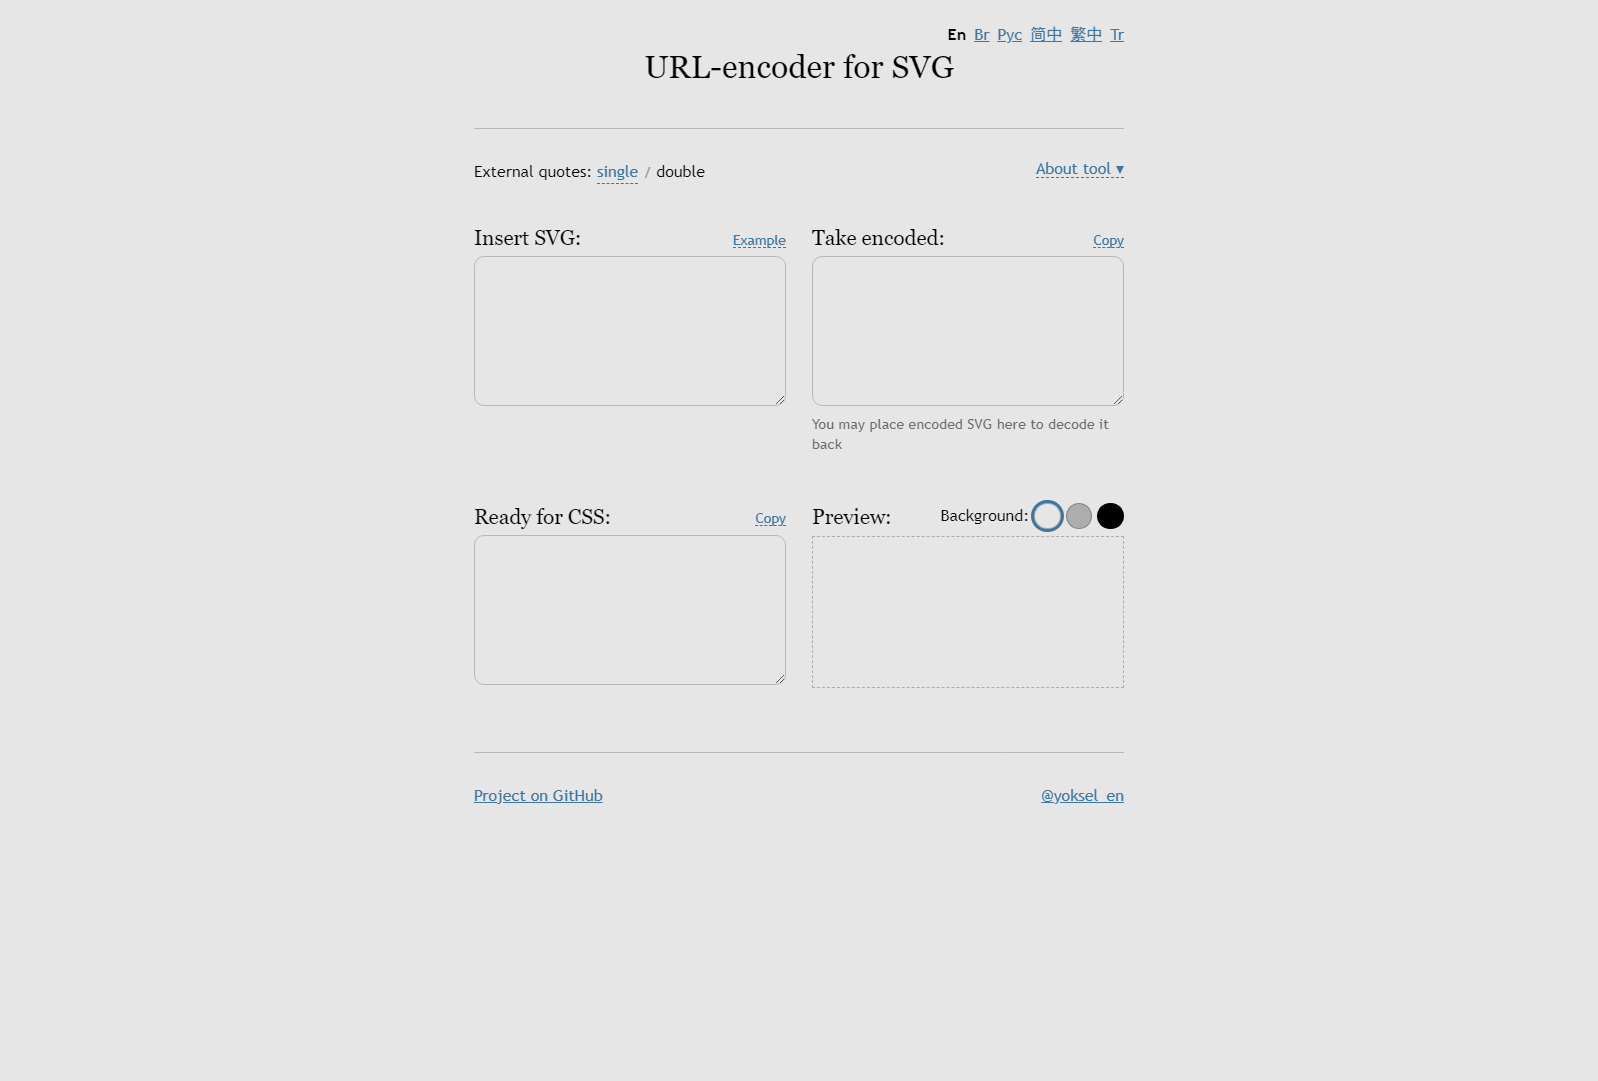 En Br Рус 简中 繁中 Tr
URL-encoder for SVG
External quotes: single / double
About tool ▾
Insert SVG:
Example
Take encoded:
Copy
You may place encoded SVG here to decode it
back
Ready for CSS:
Copy
Preview:
Background:
Project on GitHub
@yoksel_en